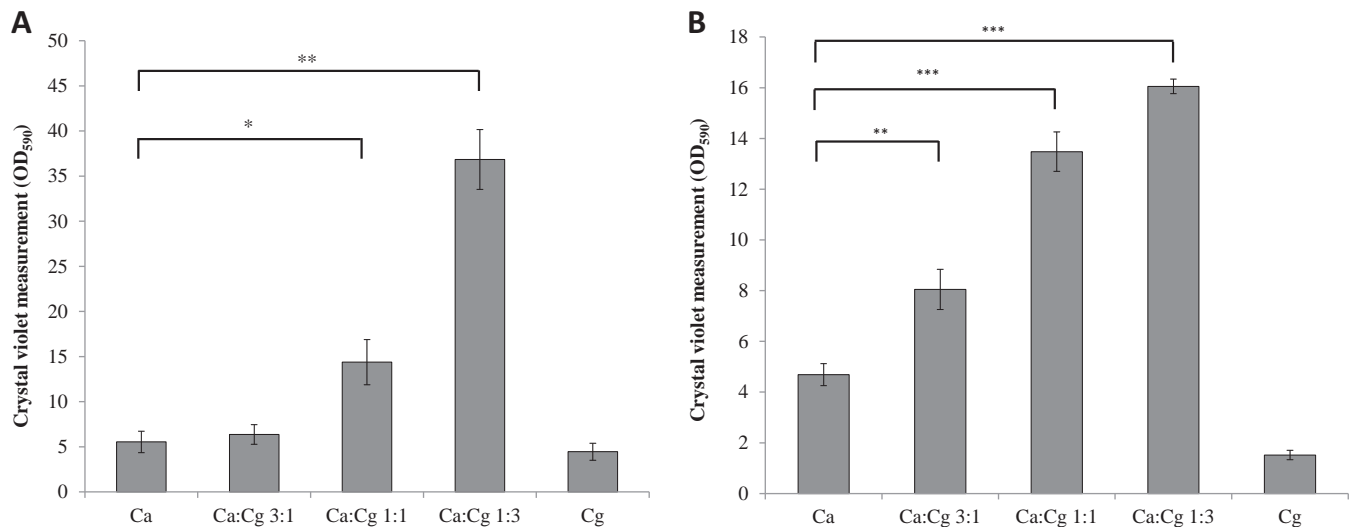 A
Crystal violet measurement (OD590)
50
45
40
35
30
25
20
15
10
5
0
**
*
Ca
Ca:Cg 3:1
Ca:Cg 1:1
Ca:Cg 1:3
Cg
B
Crystal violet measurement (OD590)
18
16
14
12
10
8
6
4
2
0
***
***
**
Ca
Ca:Cg 3:1
Ca:Cg 1:1
Ca:Cg 1:3
Cg